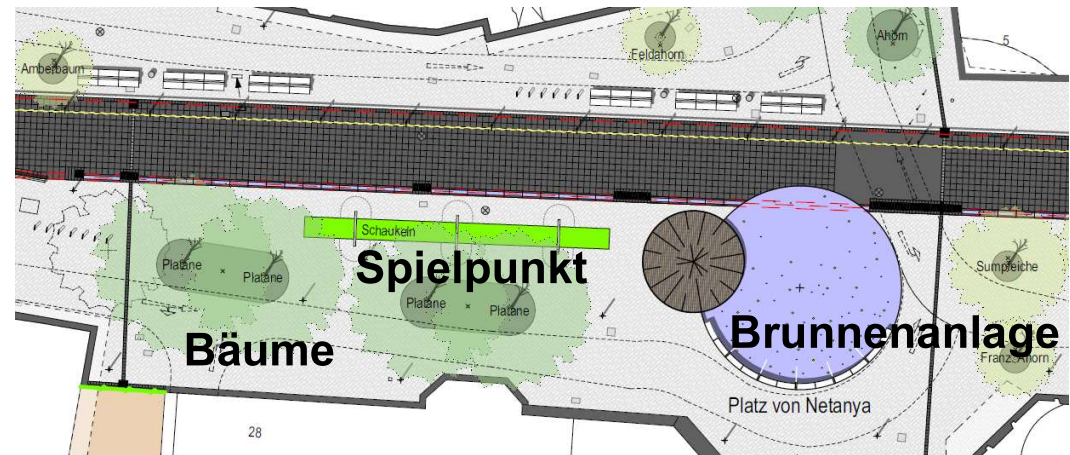 Ahorn
5
Feldahorn
Amberbaum
Schaukeln
Platane
Platane
Spielpunkt
Sumpfeiche
Platane
Platane
Brunnenanlage
Bäume
Franz. Ahorn
Platz von Netanya
28